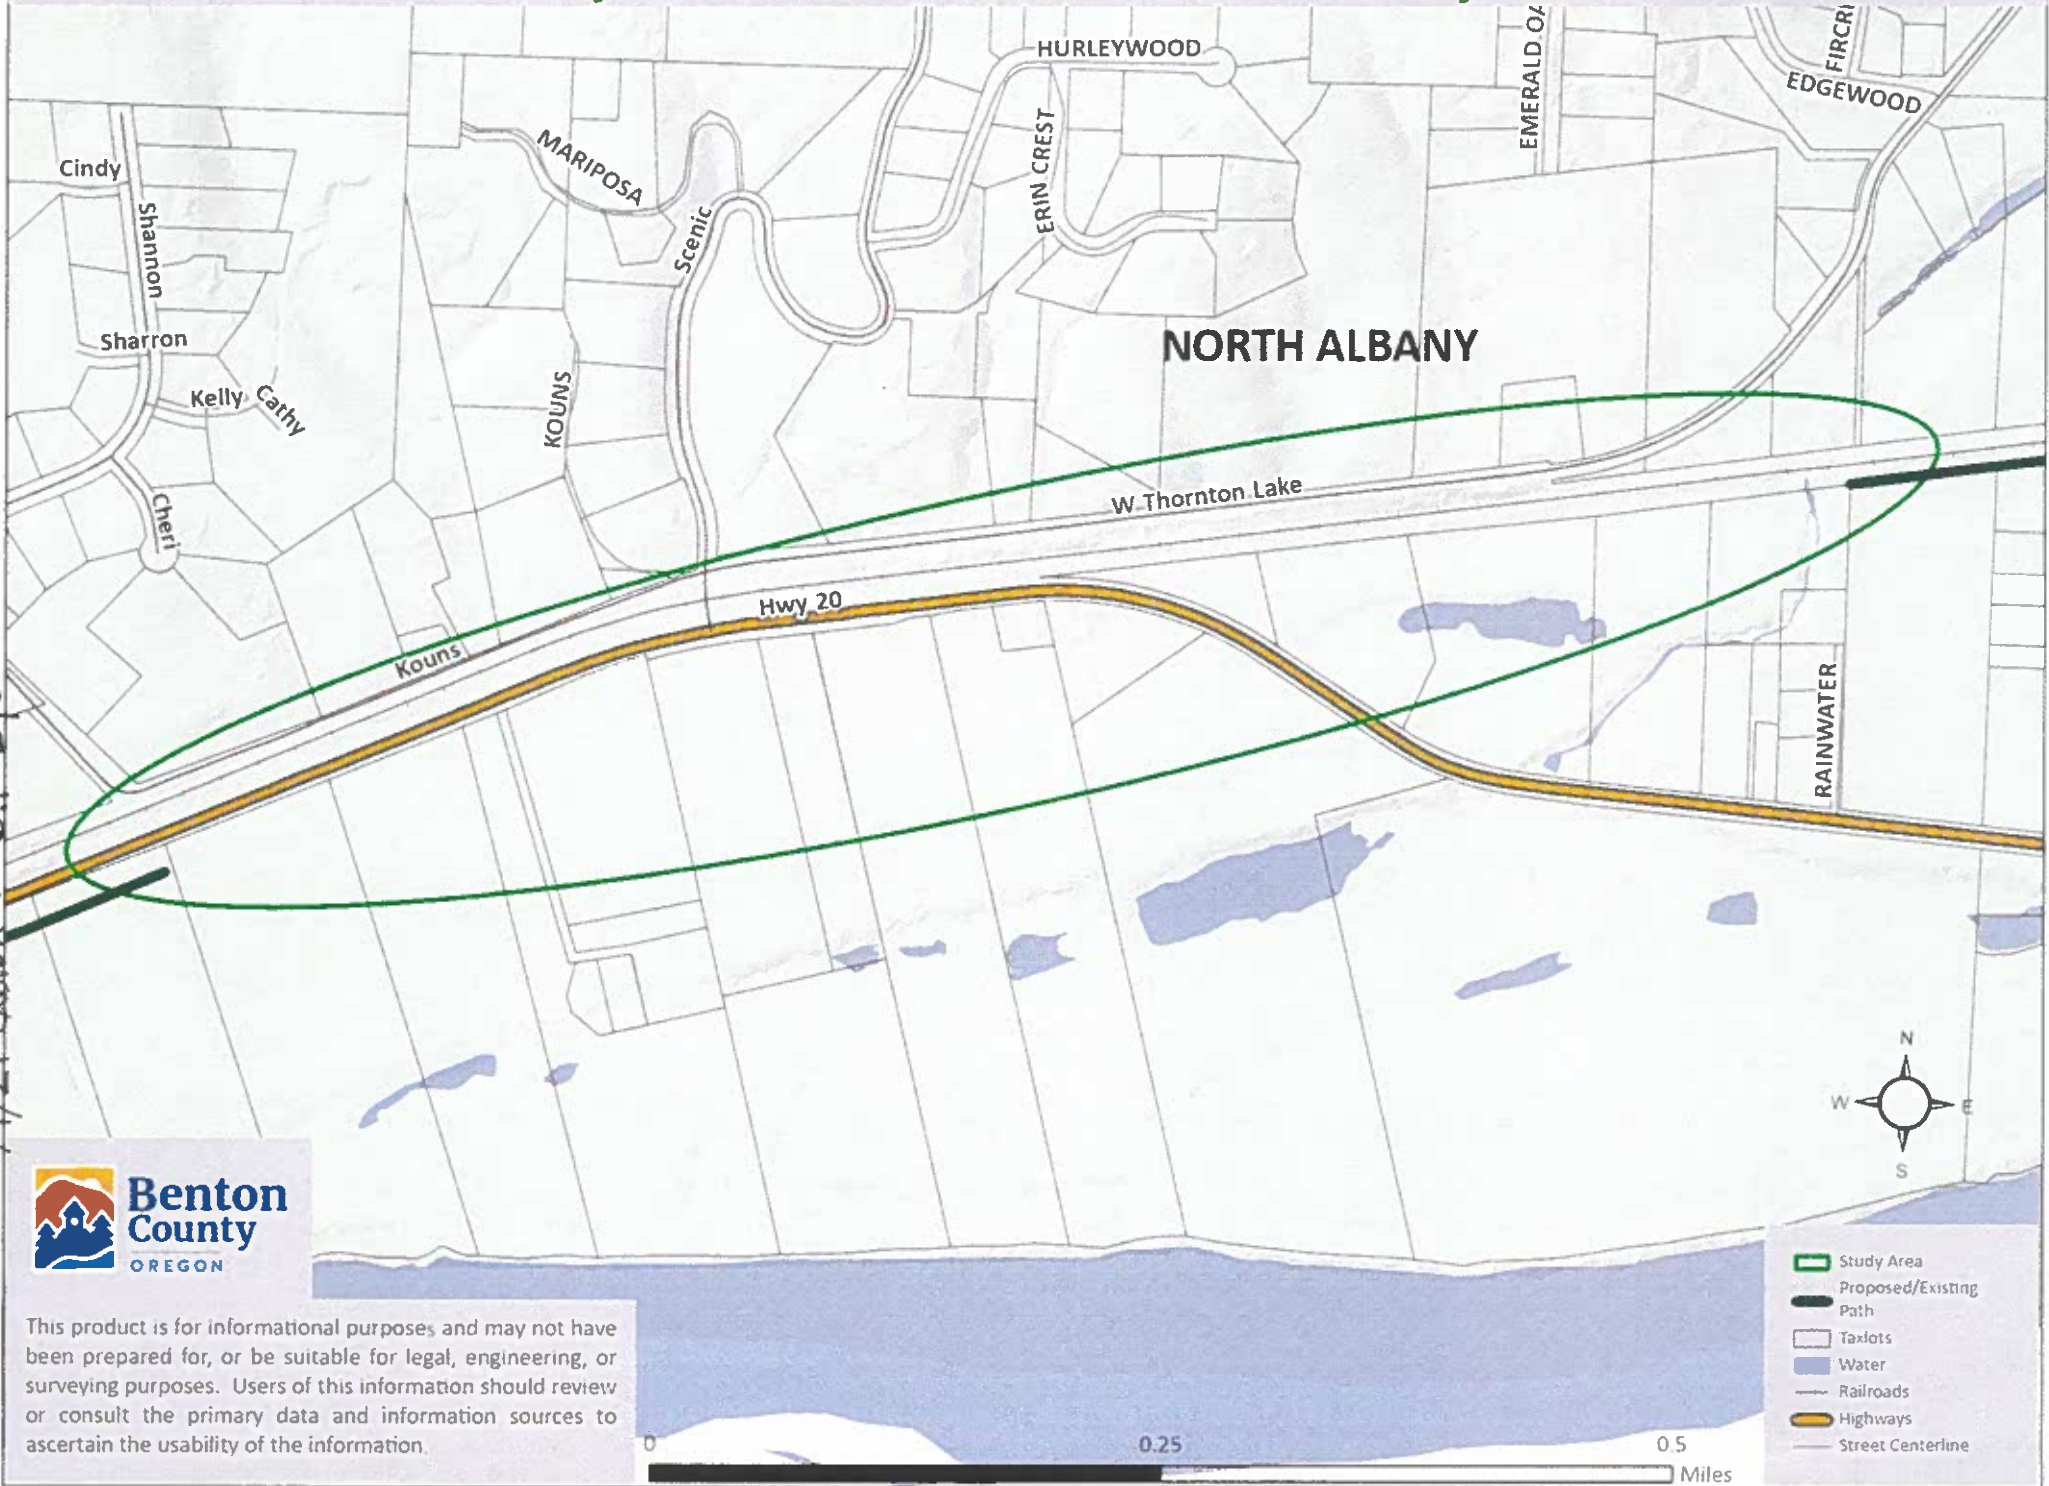 HURLEYWOOD
EDGEWOOD
ERIN CREST
MARIPOSA
Cindy
Shannon
Scenic
Sharron
NORTH ALBANY
Kelly
Cathy
KOUNS
Cheri
W Thornton Lake
Hwy 20
Kouns
RAINWATER
N
W
E
S
Benton
County
OREGON
This product is for informational purposes and may not have
been prepared for, or be suitable for legal, engineering, or
surveying purposes. Users of this information should review
or consult the primary data and information sources to
ascertain the usability of the information.
Study Area
Proposed/Existing
Path
Taxlots
Water
Railroads
Highways
Street Centerline
0
0.25
0.5
Miles